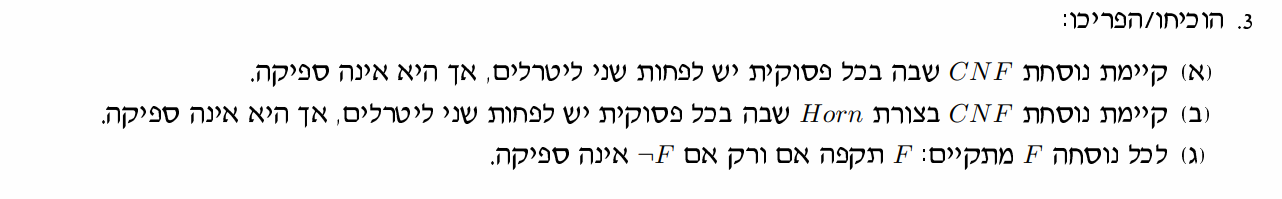 3. הוכיחו/הפריכו:
(א) קיימת נוסחת CNF שבה בכל פסוקית יש לפחות שני ליטרלים, אך היא אינה ספיקה.
(ב) קיימת נוסחת CNF בצורת Horn שבה בכל פסוקית יש לפחות שני ליטרלים, אך היא אינה ספיקה.
(ג) לכל נוסחה F מתקיים: F תקפה אם ורק אם ¬F אינה ספיקה.